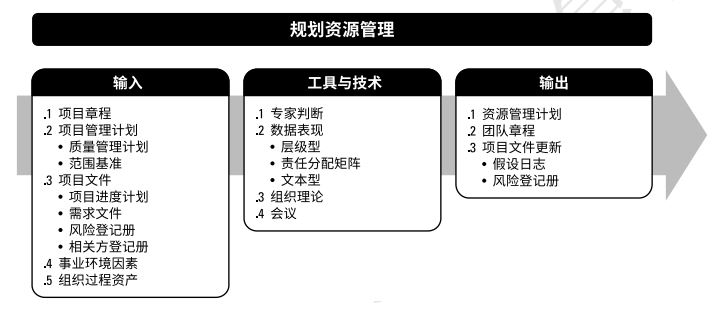 规划资源管理
输入
.1 项目章程
.2 项目管理计划
• 质量管理计划
• 范围基准
.3 项目文件
• 项目进度计划
• 需求文件
• 风险登记册
• 相关方登记册
.4 事业环境因素
.5 组织过程资产
工具与技术
.1 专家判断
.2 数据表现
• 层级型
• 责任分配矩阵
• 文本型
.3 组织理论
.4 会议
输出
.1 资源管理计划
.2 团队章程
.3 项目文件更新
• 假设日志
• 风险登记册